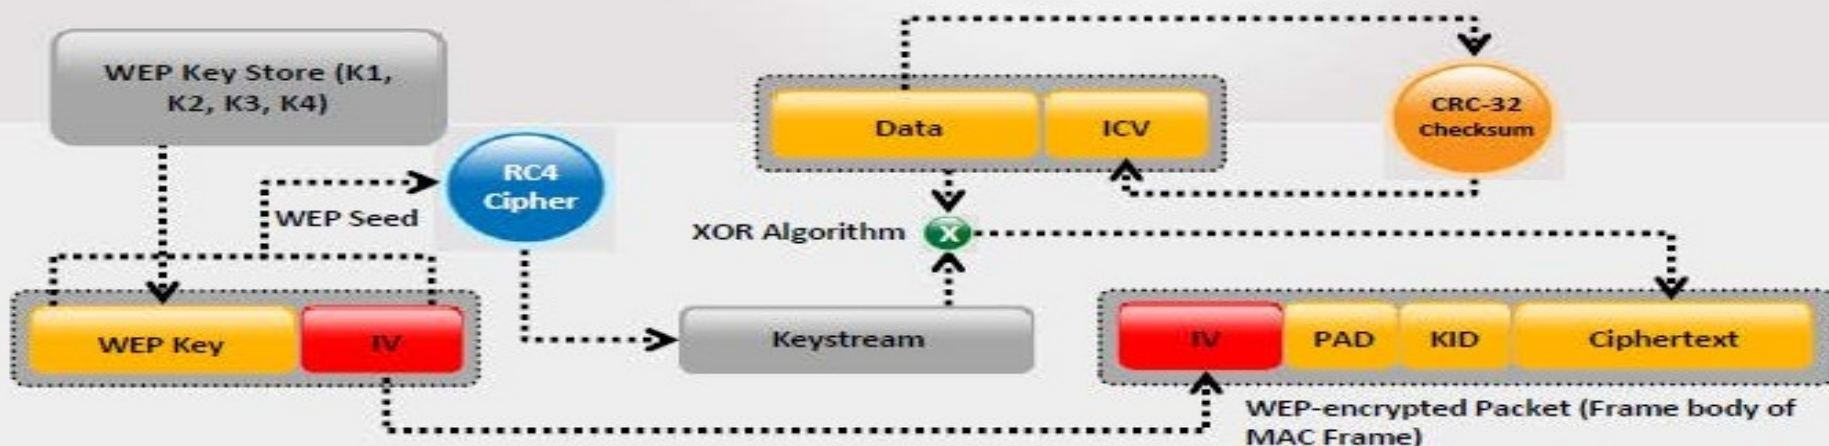 WEP Key Store (K1,
K2, K3, K4)
RC4
Cipher
WEP Seed
WEP Key
IV
Data
ICV
CRC-32
Checksum
XOR Algorithm
X
Keystream
IV
PAD
KID
Ciphertext
WEP-encrypted Packet (Frame body of
MAC Frame)